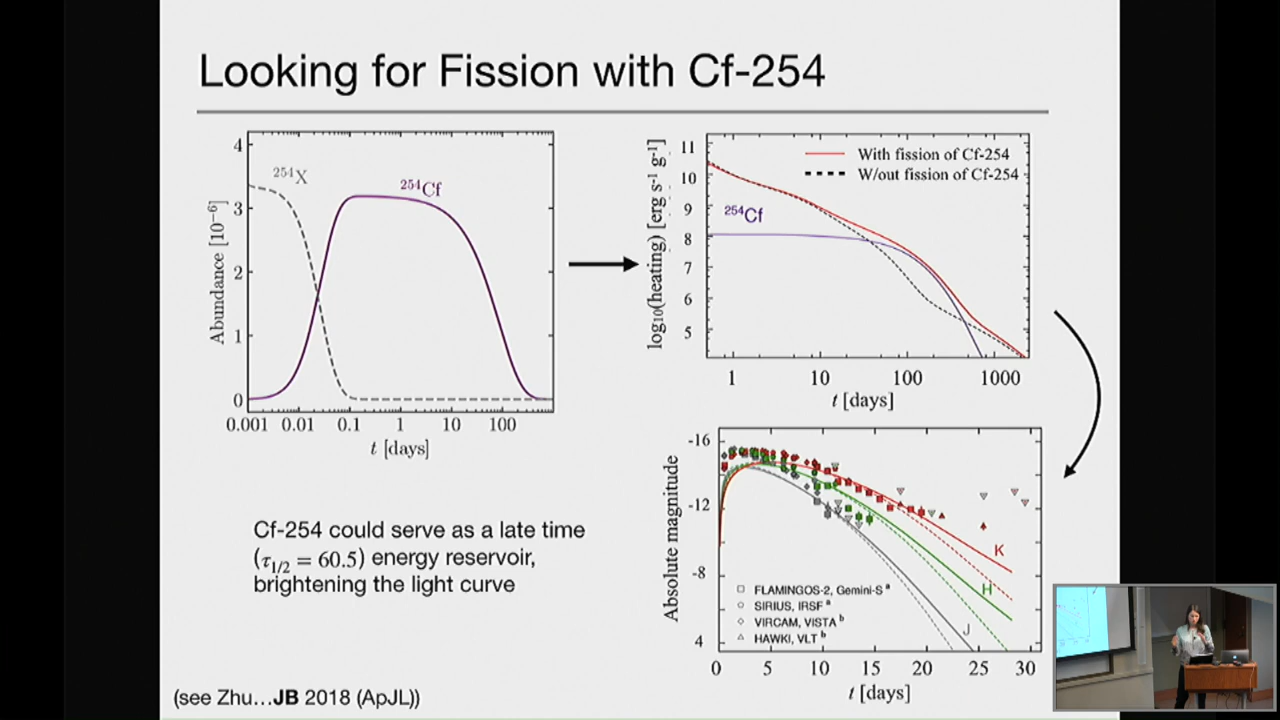 Looking for Fission with Cf-254
4
3
2
1
0
Abundance [10⁻⁶]
²⁵⁴X
²⁵⁴Cf
0.001 0.01 0.1 1 10 100
t [days]
11
10
9
8
7
6
5
log₁₀(heating) [erg s⁻¹ g⁻¹]
With fission of Cf-254
W/out fission of Cf-254
²⁵⁴Cf
1 10 100 1000
t [days]
-16
-12
-8
4
Absolute magnitude
K
H
J
FLAMINGOS-2, Gemini-S ᵃ
SIRIUS, IRSF ᵃ
VIRCAM, VISTA ᵇ
HAWKI, VLT ᵇ
0 5 10 15 20 25 30
t [days]
Cf-254 could serve as a late time
(τ₁/₂ = 60.5) energy reservoir,
brightening the light curve
(see Zhu…JB 2018 (ApJL))